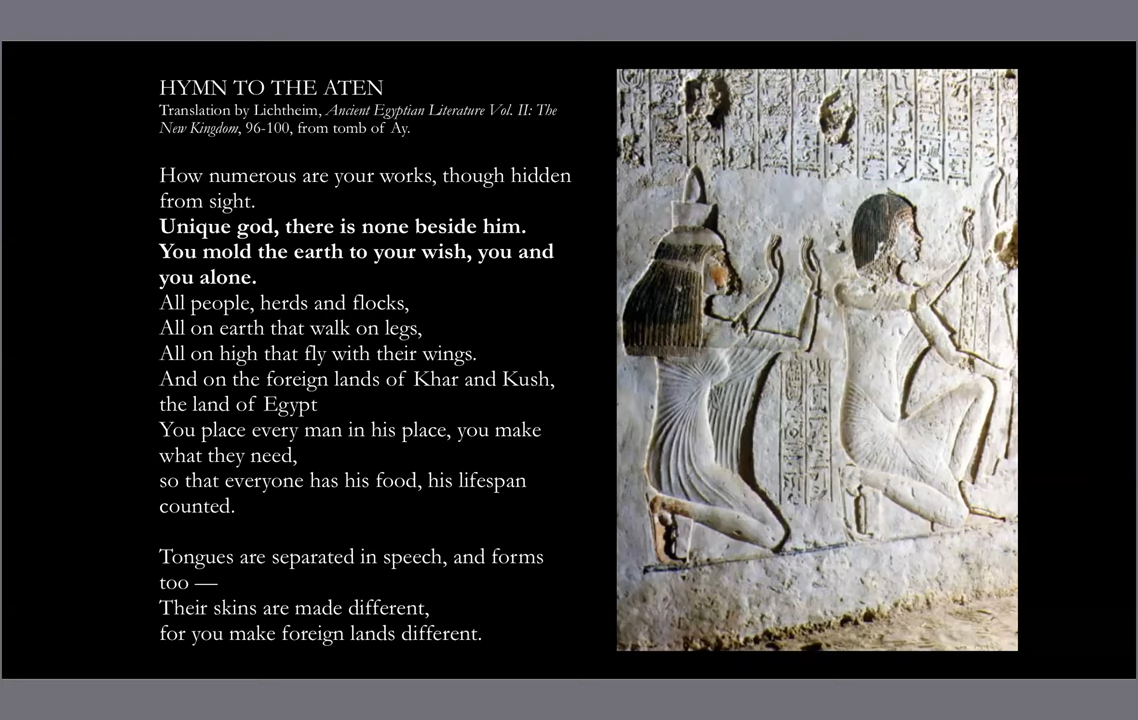 HYMN TO THE ATEN
Translation by Lichtheim, Ancient Egyptian Literature Vol. II: The
New Kingdom, 96-100, from tomb of Ay.
How numerous are your works, though hidden
from sight.
Unique god, there is none beside him.
You mold the earth to your wish, you and
you alone.
All people, herds and flocks,
All on earth that walk on legs,
All on high that fly with their wings.
And on the foreign lands of Khar and Kush,
the land of Egypt
You place every man in his place, you make
what they need,
so that everyone has his food, his lifespan
counted.
Tongues are separated in speech, and forms
too —
Their skins are made different,
for you make foreign lands different.